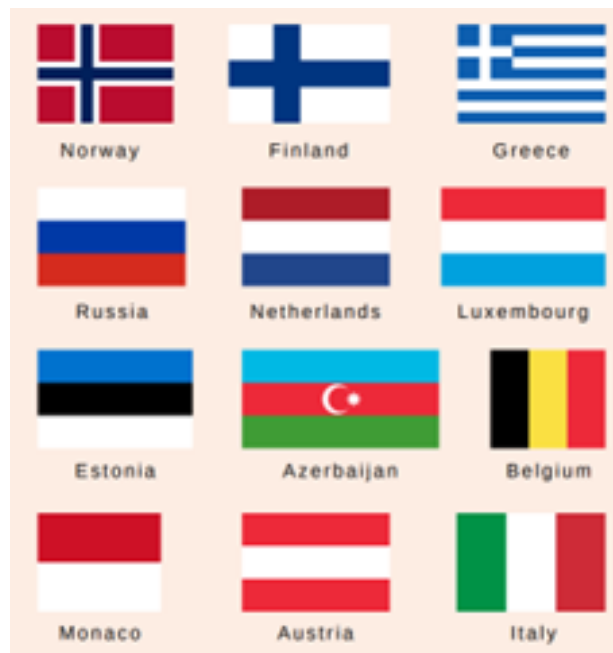 Norway Finland Greece
Russia Netherlands Luxembourg
Estonia Azerbaijan Belgium
Monaco Austria Italy